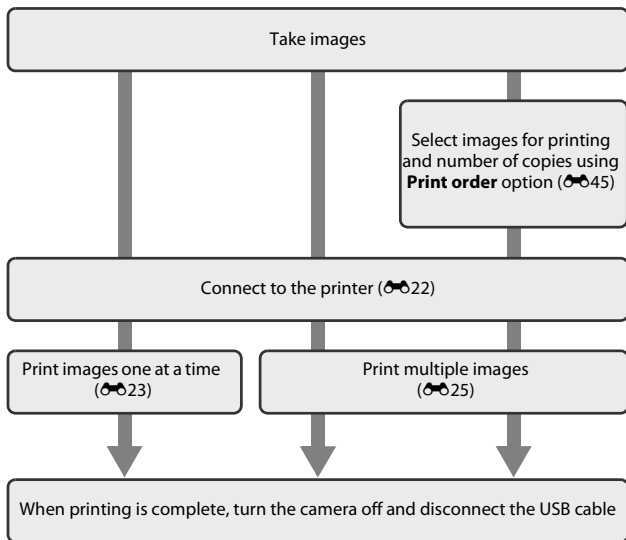 Take images
Select images for printing
and number of copies using
Print order option (45)
Connect to the printer (22)
Print images one at a time
(23)
Print multiple images
(25)
When printing is complete, turn the camera off and disconnect the USB cable